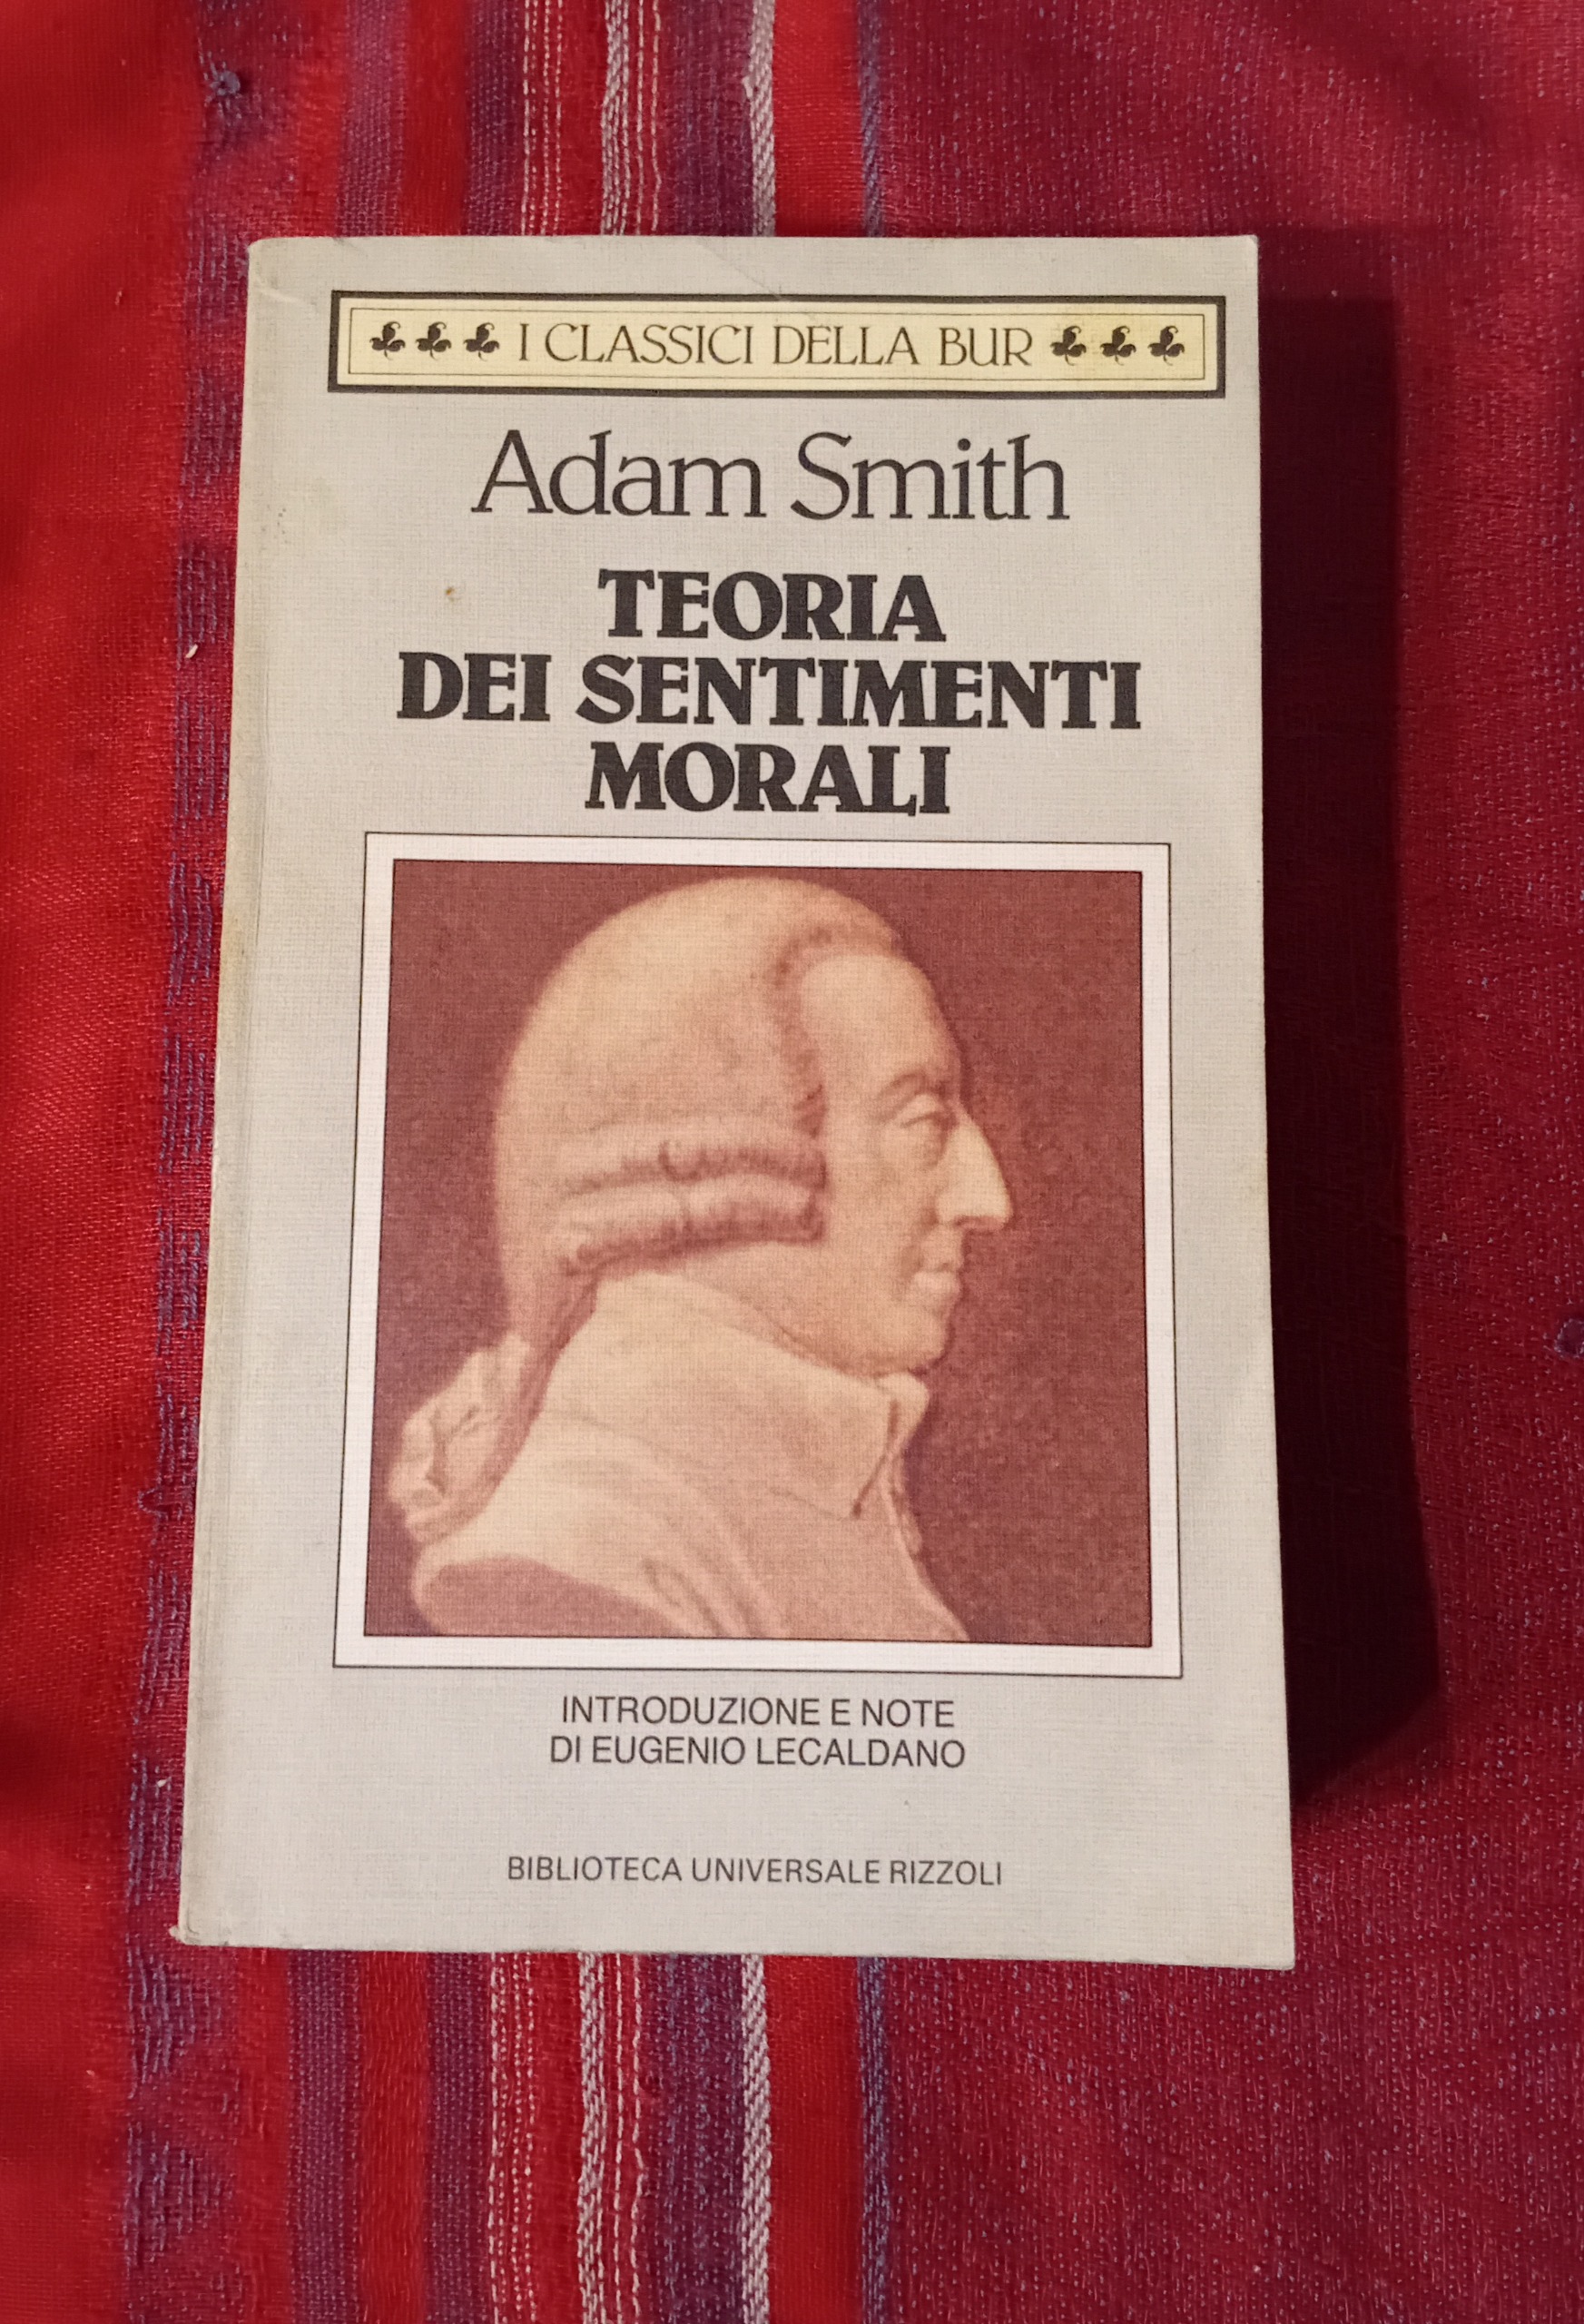 I CLASSICI DELLA BUR
Adam Smith
TEORIA
DEI SENTIMENTI
MORALI
INTRODUZIONE E NOTE
DI EUGENIO LECALDANO
BIBLIOTECA UNIVERSALE RIZZOLI